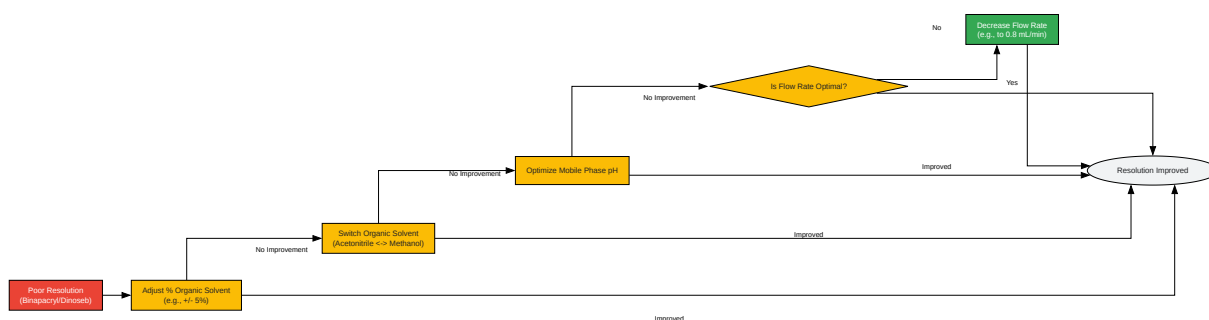 Poor Resolution
(Binapacryl/Dinoseb)
Adjust % Organic Solvent
(e.g., +/- 5%)
No Improvement
Switch Organic Solvent
(Acetonitrile <-> Methanol)
No Improvement
Optimize Mobile Phase pH
No Improvement
Is Flow Rate Optimal?
No
Decrease Flow Rate
(e.g., to 0.8 mL/min)
Yes
Improved
Resolution Improved
Improved
Improved